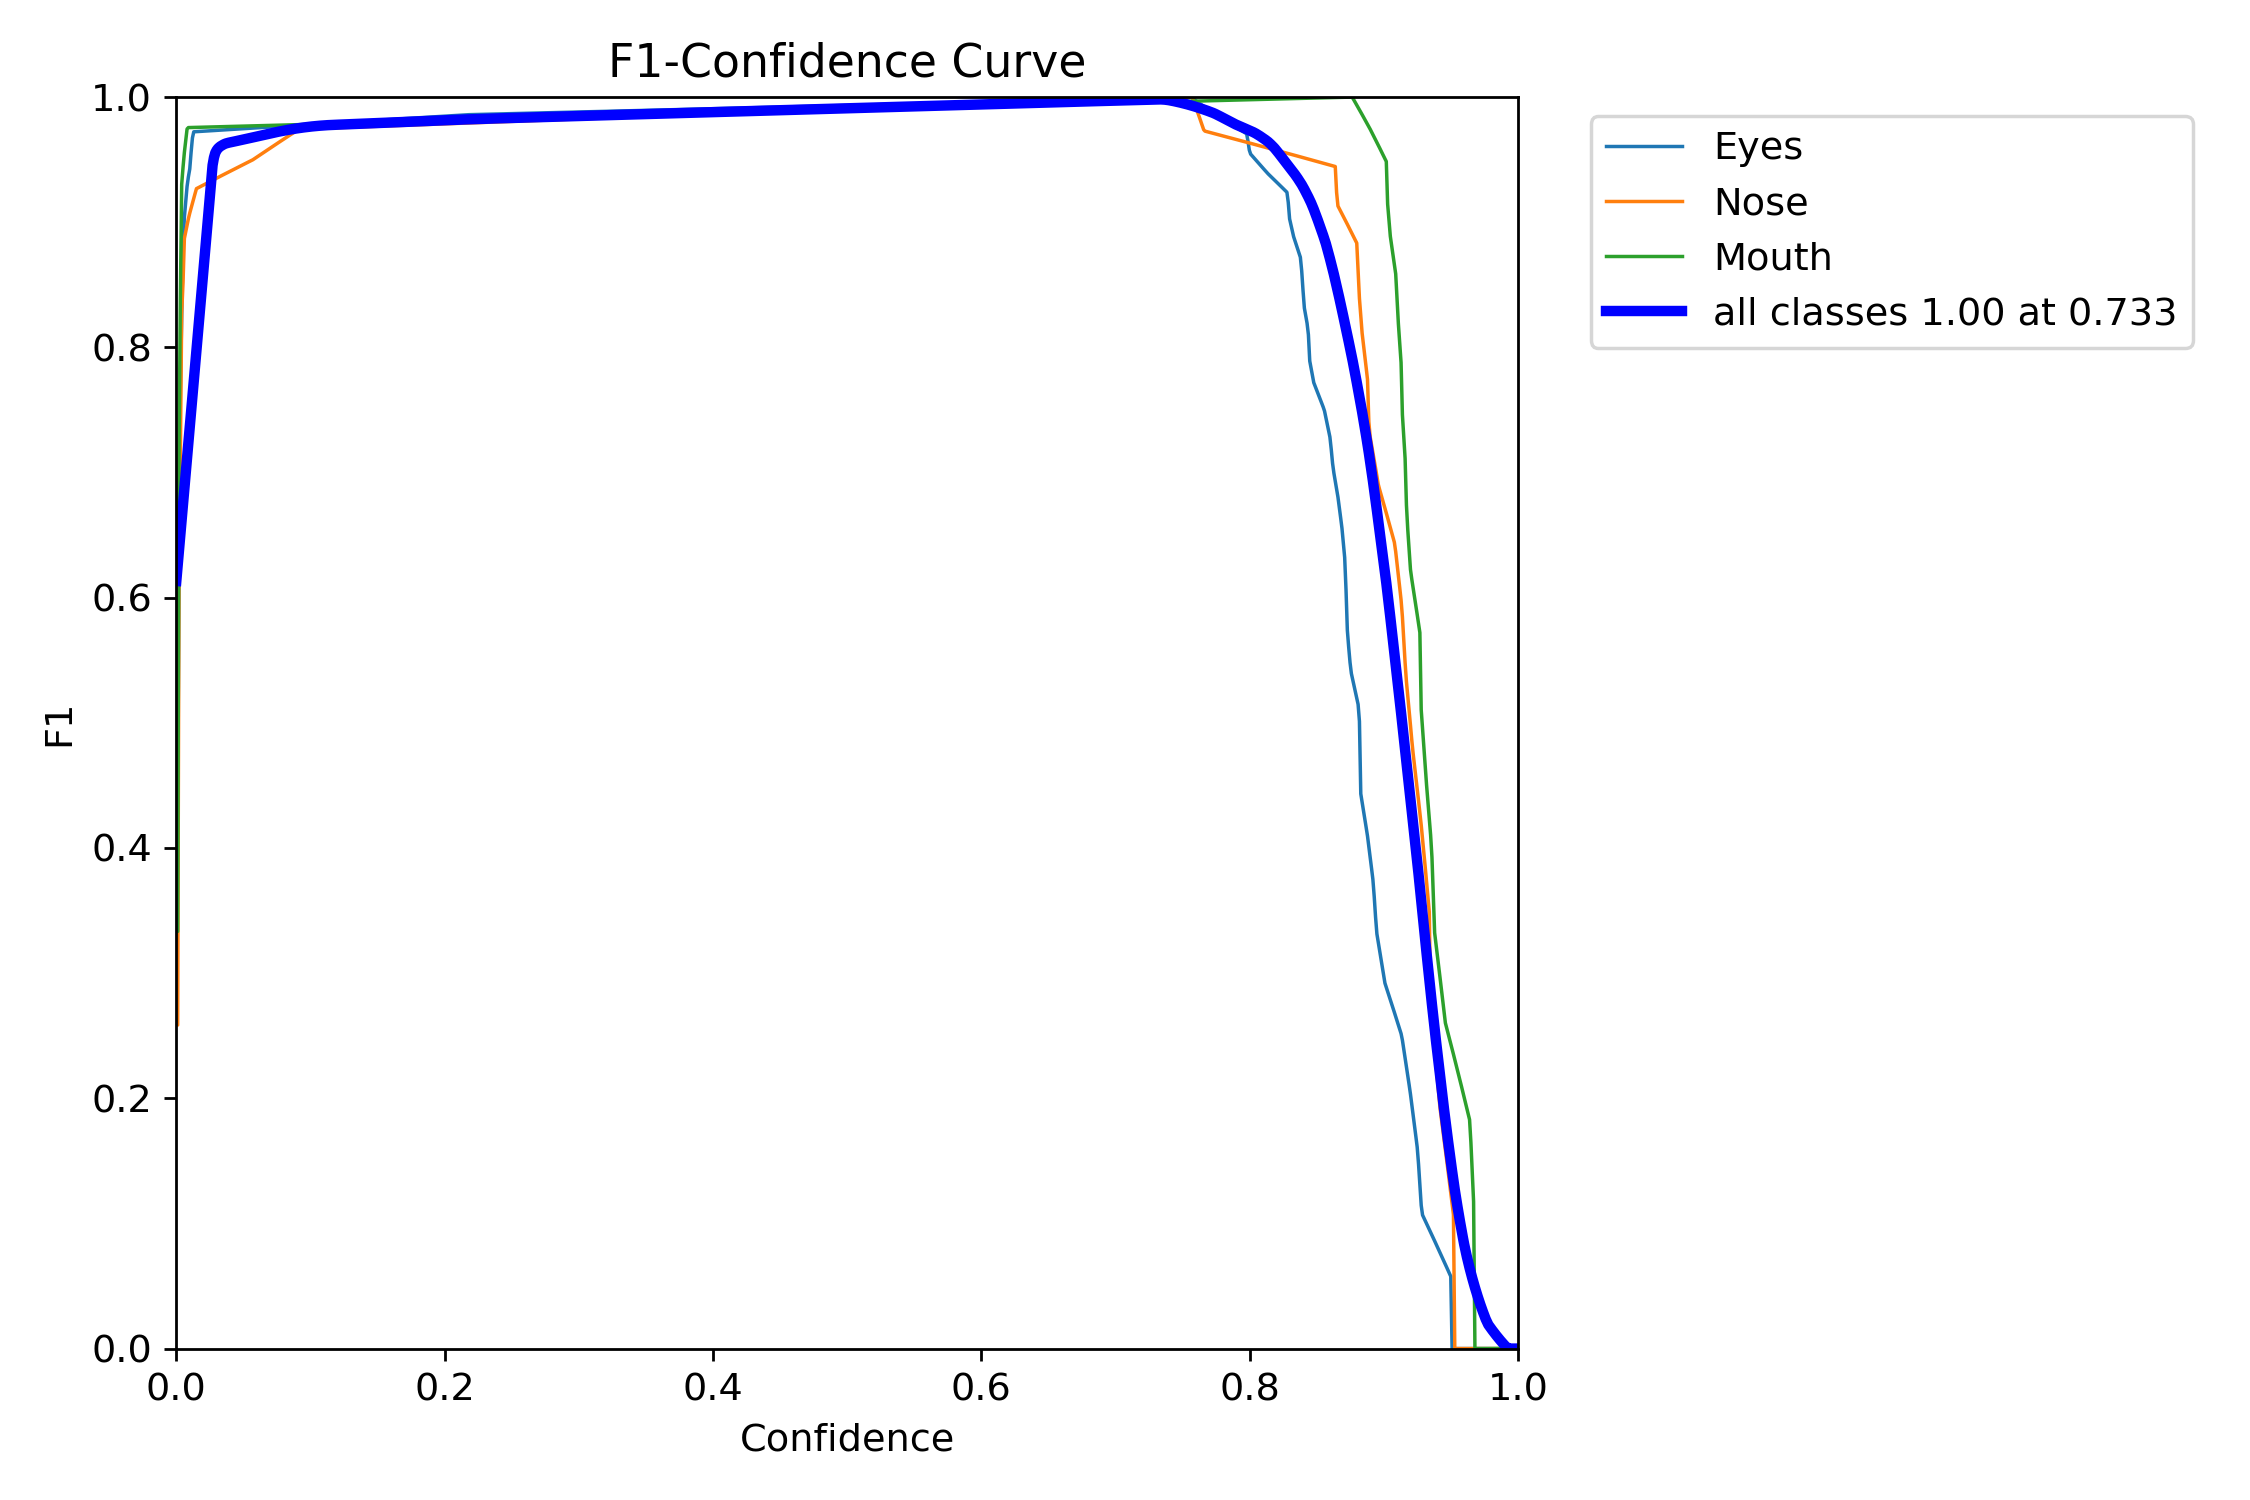 F1-Confidence Curve
1.0
0.8
0.6
0.4
0.2
0.0
F1
0.0 0.2 0.4 0.6 0.8 1.0
Confidence
Eyes
Nose
Mouth
all classes 1.00 at 0.733